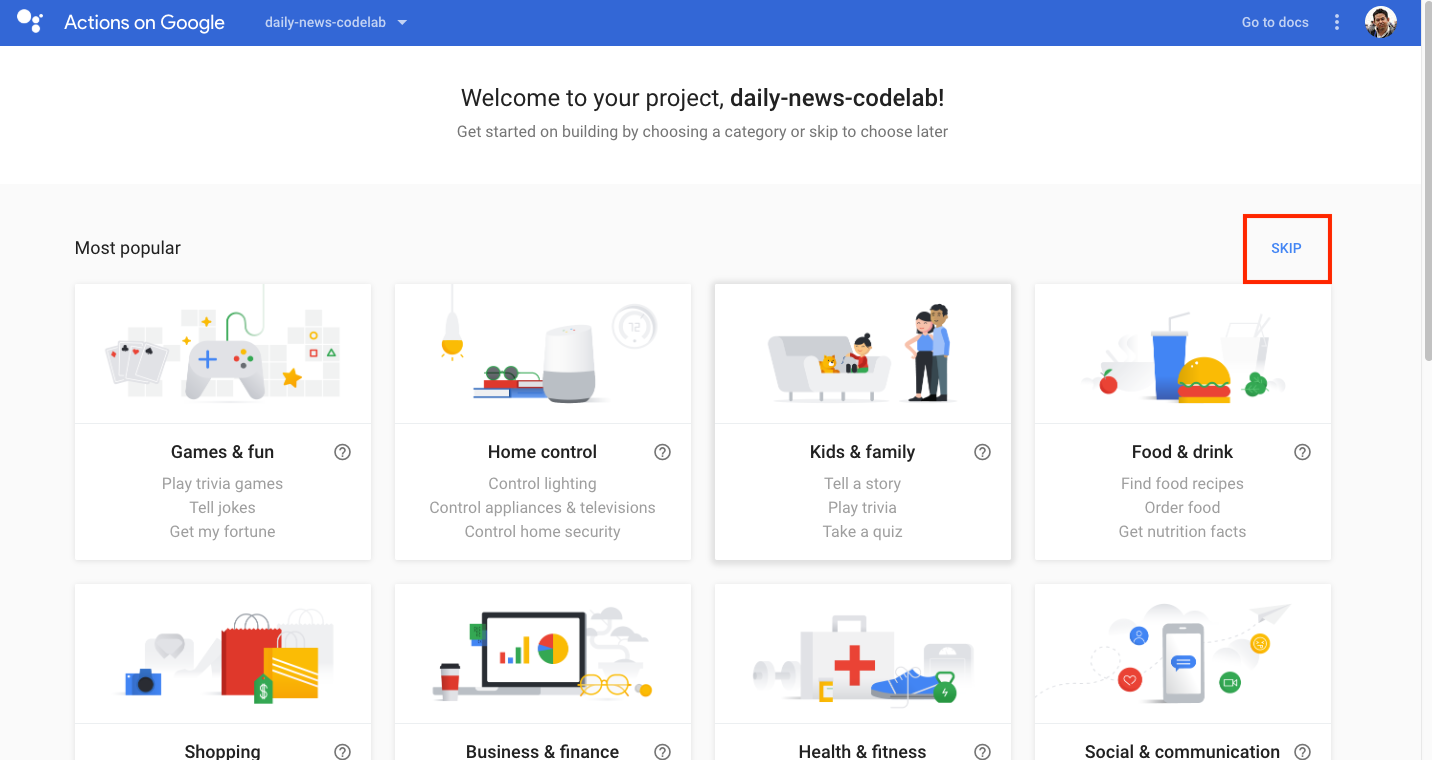 Actions on Google
daily-news-codelab
Go to docs
Welcome to your project, daily-news-codelab!
Get started on building by choosing a category or skip to choose later
Most popular
SKIP
72
Games & fun
Play trivia games
Tell jokes
Get my fortune
Home control
Control lighting
Control appliances & televisions
Control home security
Kids & family
Tell a story
Play trivia
Take a quiz
Food & drink
Find food recipes
Order food
Get nutrition facts
$
Shopping
Business & finance
Health & fitness
Social & communication